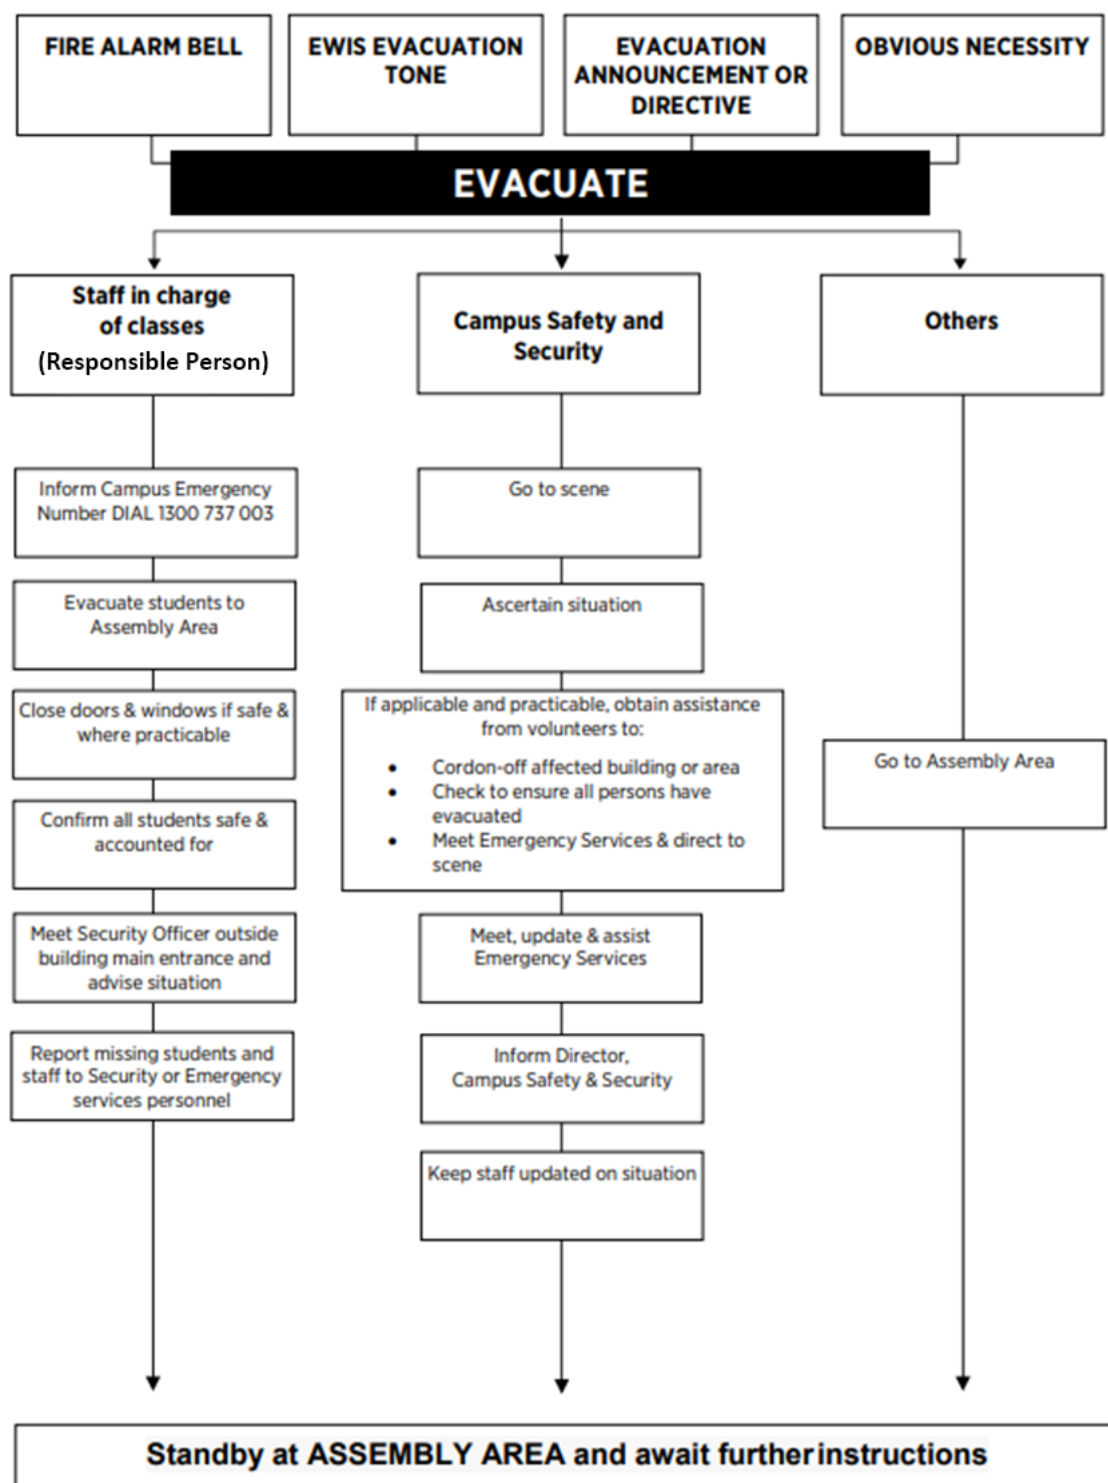 FIRE ALARM BELL
EWIS EVACUATION
TONE
EVACUATION
ANNOUNCEMENT OR
DIRECTIVE
OBVIOUS NECESSITY
EVACUATE
Staff in charge
of classes
(Responsible Person)
Inform Campus Emergency
Number DIAL 1300 737 003
Evacuate students to
Assembly Area
Close doors & windows if safe &
where practicable
Confirm all students safe &
accounted for
Meet Security Officer outside
building main entrance and
advise situation
Report missing students and
staff to Security or Emergency
services personnel
Campus Safety and
Security
Go to scene
Ascertain situation
If applicable and practicable, obtain assistance
from volunteers to:
• Cordon-off affected building or area
• Check to ensure all persons have
evacuated
• Meet Emergency Services & direct to
scene
Meet, update & assist
Emergency Services
Inform Director,
Campus Safety & Security
Keep staff updated on situation
Others
Go to Assembly Area
Standby at ASSEMBLY AREA and await further instructions